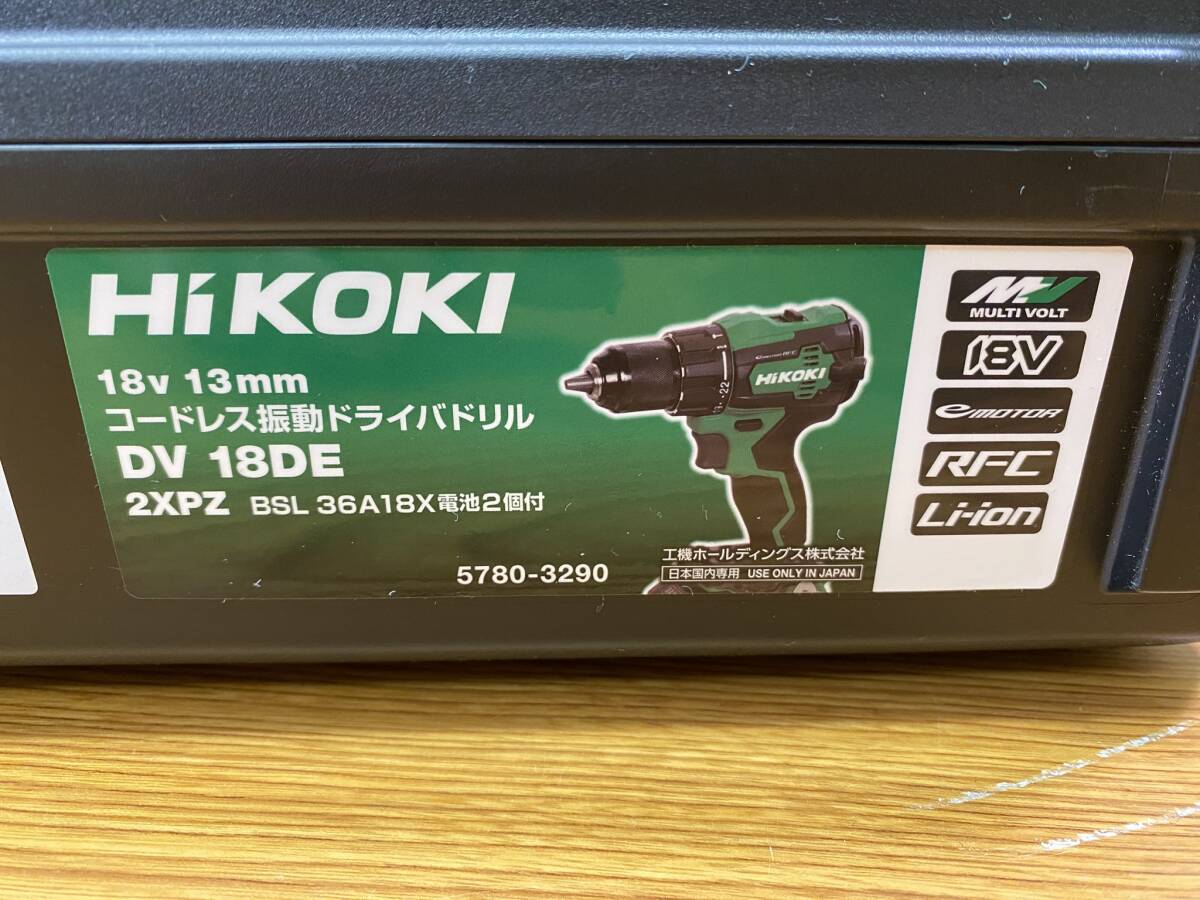 HiKOKI
18v 13mm
コードレス振動ドライバドリル
DV 18DE
2XPZ BSL 36A18X電池2個付
5780-3290
HiKOKI
22
工機ホールディングス株式会社
日本国内専用 USE ONLY IN JAPAN
MV
MULTI VOLT
18V
e MOTOR
RFC
Li-ion